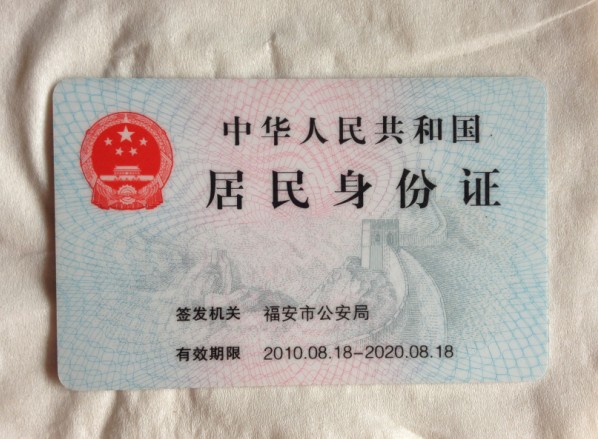 中华人民共和国
居民身份证
签发机关 福安市公安局
有效期限 2010.08.18-2020.08.18